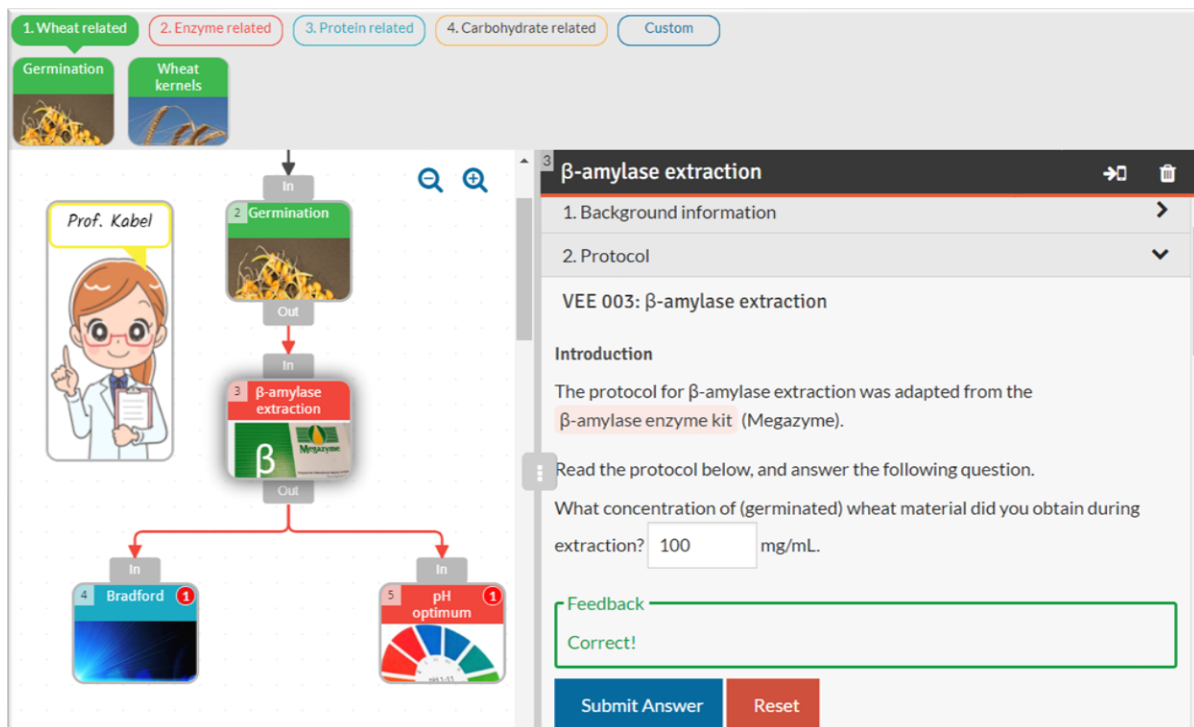 1. Wheat related
2. Enzyme related
3. Protein related
4. Carbohydrate related
Custom
Germination
Wheat
kernels
In
2 Germination
Out
Prof. Kabel
In
3 β-amylase
extraction
β
Megazyme
Out
In
4 Bradford 1
In
5 pH
optimum 1
3 β-amylase extraction
1. Background information
2. Protocol
VEE 003: β-amylase extraction
Introduction
The protocol for β-amylase extraction was adapted from the
β-amylase enzyme kit (Megazyme).
Read the protocol below, and answer the following question.
What concentration of (germinated) wheat material did you obtain during
extraction? 100 mg/mL.
Feedback
Correct!
Submit Answer
Reset